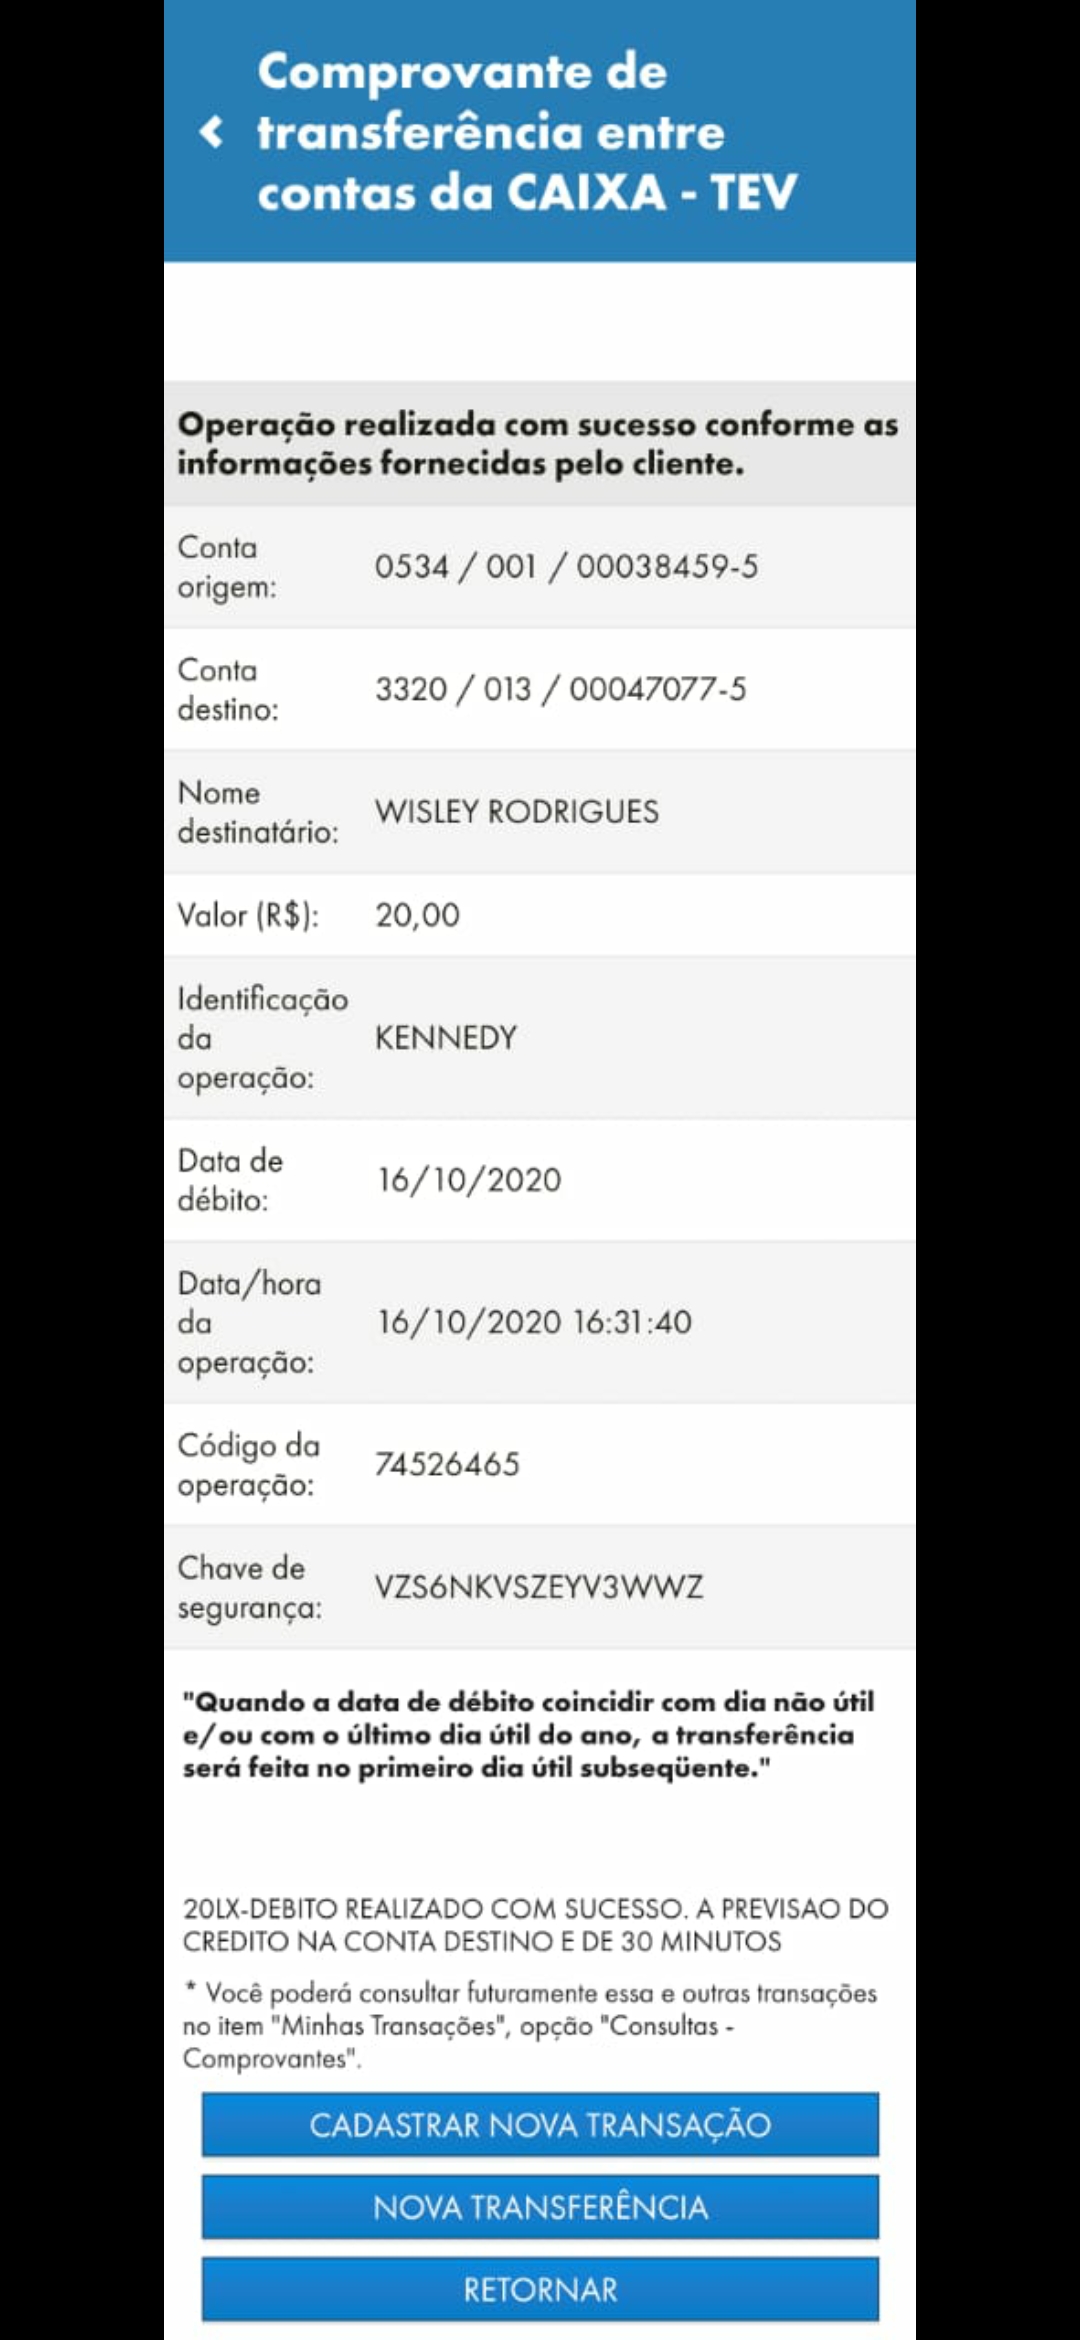 Comprovante de
transferência entre
contas da CAIXA - TEV
Operação realizada com sucesso conforme as
informações fornecidas pelo cliente.
Conta
origem:
0534 / 001 / 00038459-5
Conta
destino:
3320 / 013 / 00047077-5
Nome
destinatário:
WISLEY RODRIGUES
Valor (R$):
20,00
Identificação
da
operação:
KENNEDY
Data de
débito:
16/10/2020
Data/hora
da
operação:
16/10/2020 16:31:40
Código da
operação:
74526465
Chave de
segurança:
VZS6NKVSZEYV3WWZ
"Quando a data de débito coincidir com dia não útil
e/ou com o último dia útil do ano, a transferência
será feita no primeiro dia útil subseqüente."
20LX-DEBITO REALIZADO COM SUCESSO. A PREVISAO DO
CREDITO NA CONTA DESTINO E DE 30 MINUTOS
* Você poderá consultar futuramente essa e outras transações
no item "Minhas Transações", opção "Consultas -
Comprovantes".
CADASTRAR NOVA TRANSAÇÃO
NOVA TRANSFERÊNCIA
RETORNAR